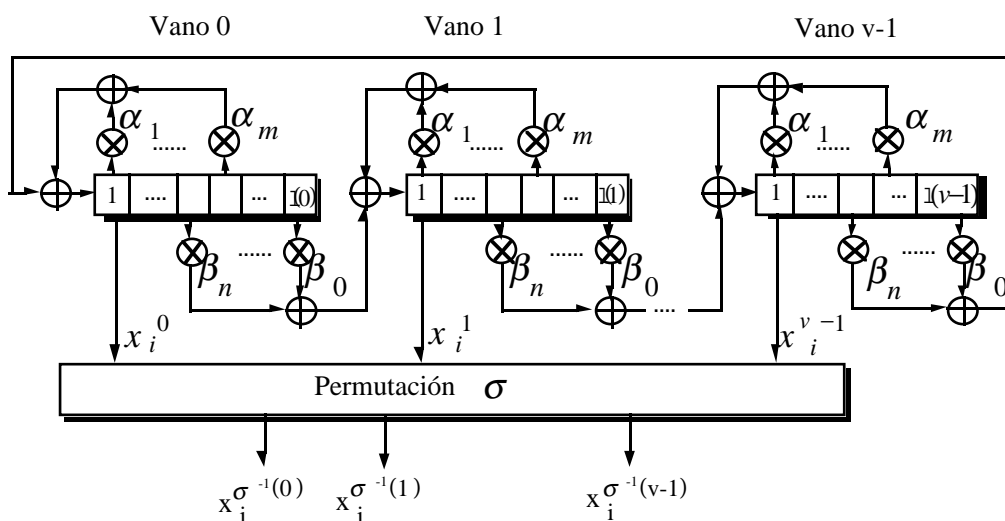 Vano 0 Vano 1 Vano v-1
α 1 ...... α m α 1 ...... α m α 1 ...... α m
1 .... ... l(0) 1 .... ... l(1) 1 .... ... l(v-1)
β n ...... β 0 β n ...... β 0 β n ...... β 0
....
x i 0 x i 1 x i v-1
Permutación σ
x i σ -1(0) x i σ -1(1) x i σ -1(v-1)